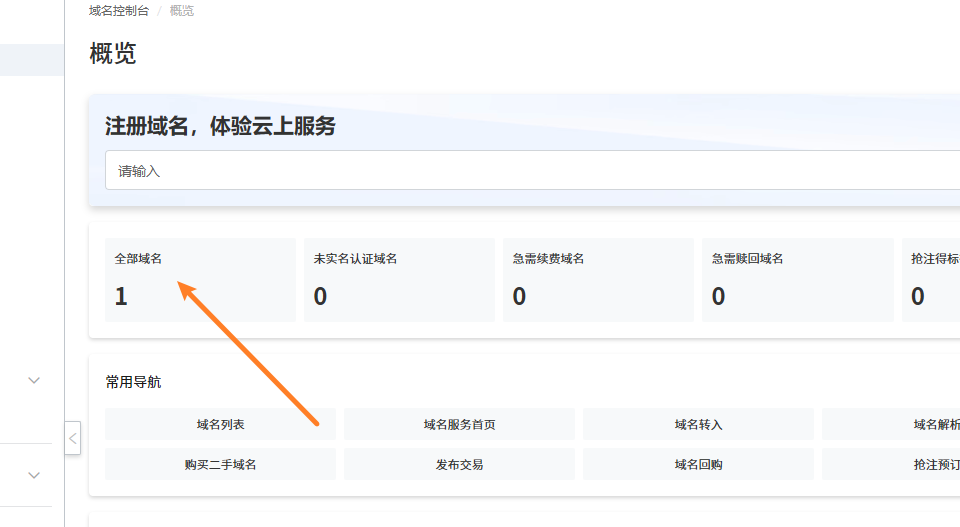 域名控制台 / 概览
概览
注册域名，体验云上服务
请输入
全部域名 未实名认证域名 急需续费域名 急需赎回域名 抢注得标
1 0 0 0 0
常用导航
域名列表 域名服务首页 域名转入 域名解析
购买二手域名 发布交易 域名回购 抢注预订